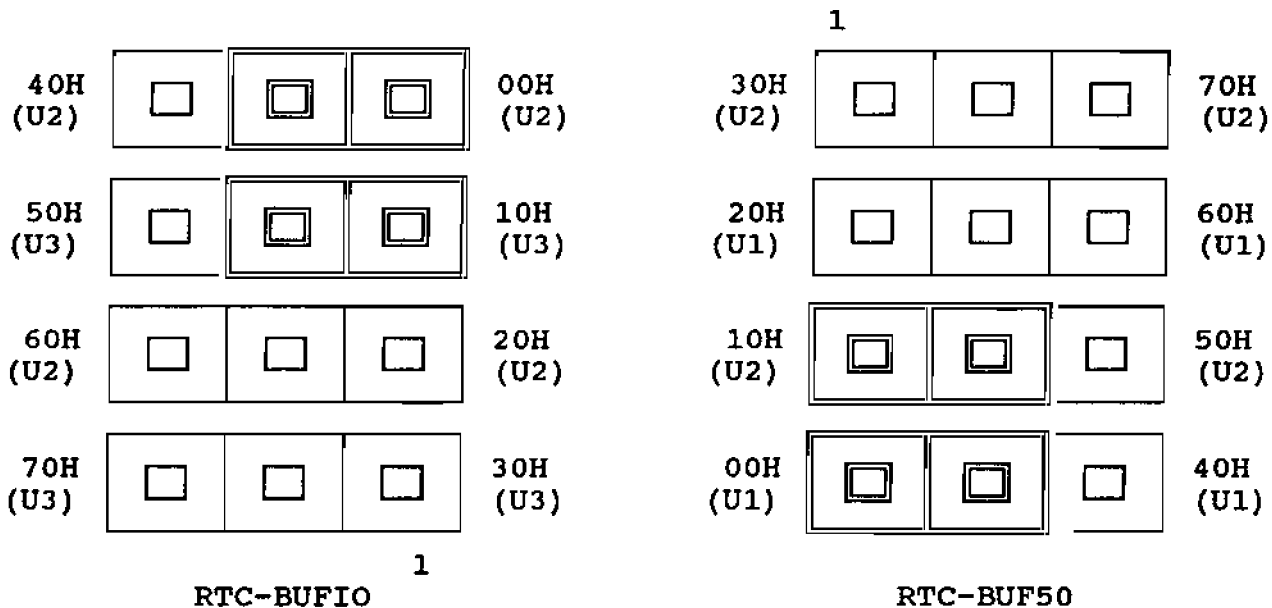 1
40H 00H 30H 70H
(U2) (U2) (U2) (U2)
50H 10H 20H 60H
(U3) (U3) (U1) (U1)
60H 20H 10H 50H
(U2) (U2) (U2) (U2)
70H 30H 00H 40H
(U3) (U3) (U1) (U1)
1
RTC-BUFIO RTC-BUF50